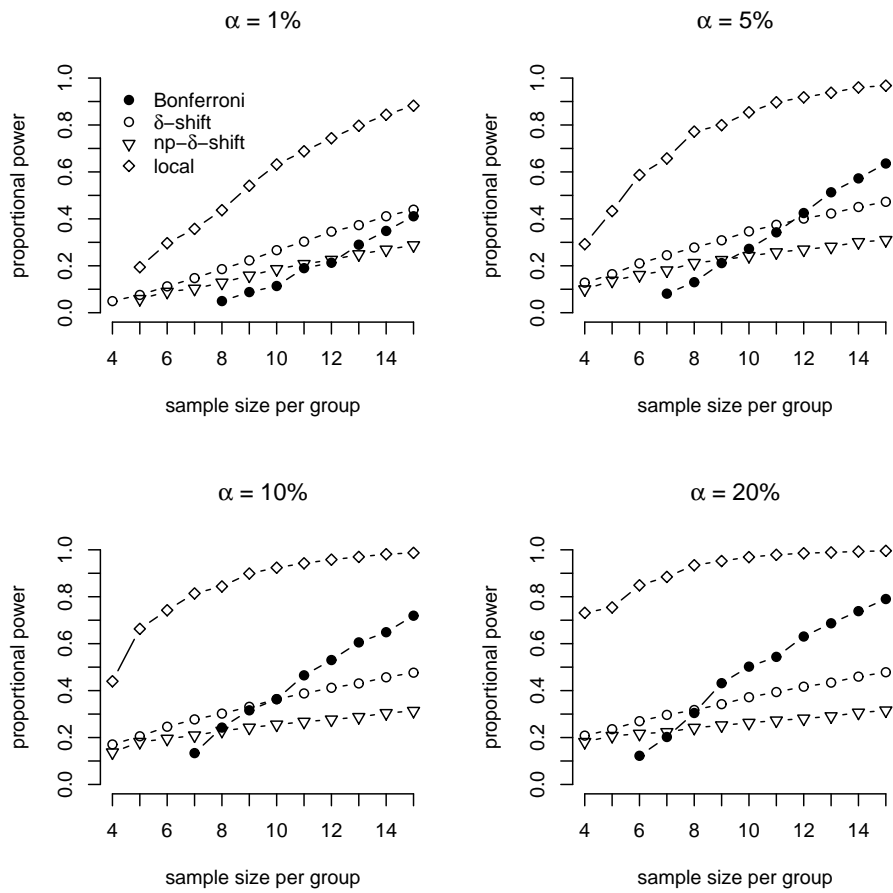 α = 1%
proportional power
0.0 0.2 0.4 0.6 0.8 1.0
Bonferroni
δ−shift
np−δ−shift
local
4 6 8 10 12 14
sample size per group
α = 5%
proportional power
0.0 0.2 0.4 0.6 0.8 1.0
4 6 8 10 12 14
sample size per group
α = 10%
proportional power
0.0 0.2 0.4 0.6 0.8 1.0
4 6 8 10 12 14
sample size per group
α = 20%
proportional power
0.0 0.2 0.4 0.6 0.8 1.0
4 6 8 10 12 14
sample size per group